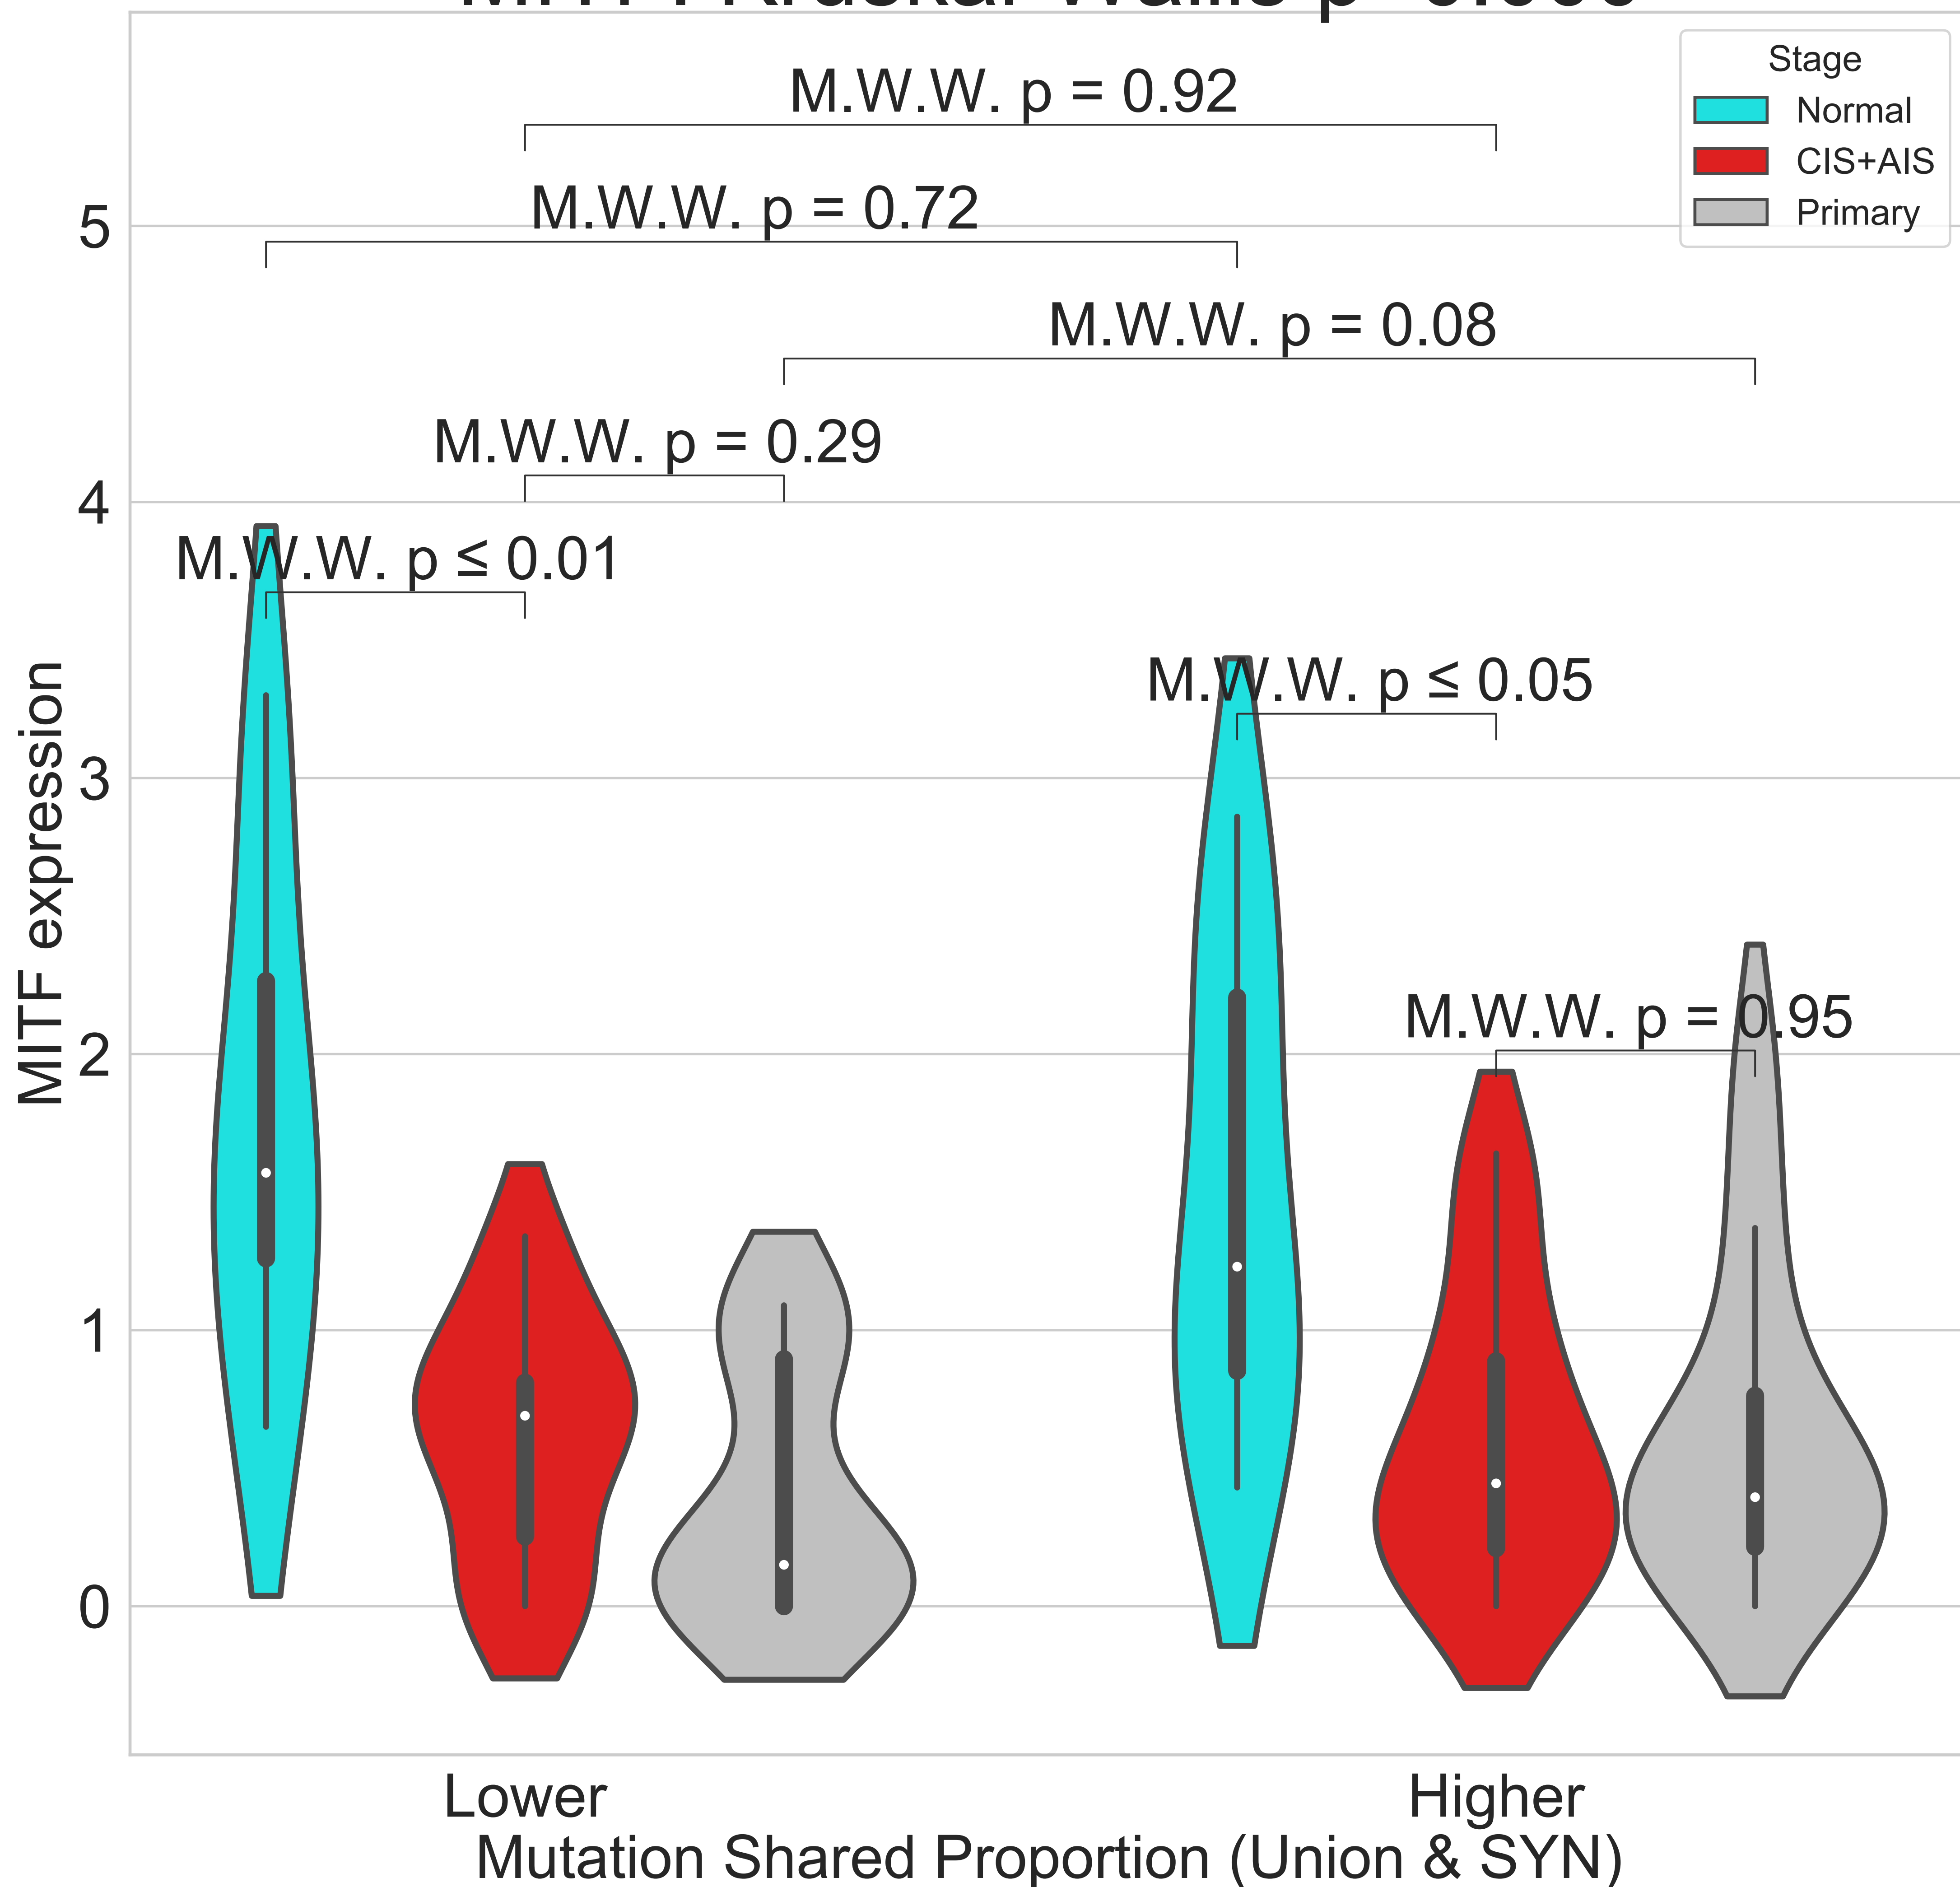 M.W.W. p = 0.92
M.W.W. p = 0.72
M.W.W. p = 0.08
M.W.W. p = 0.29
M.W.W. p ≤ 0.01
M.W.W. p ≤ 0.05
M.W.W. p = 0.95
Stage
Normal
CIS+AIS
Primary
MITF expression
5
4
3
2
1
0
Lower
Higher
Mutation Shared Proportion (Union & SYN)